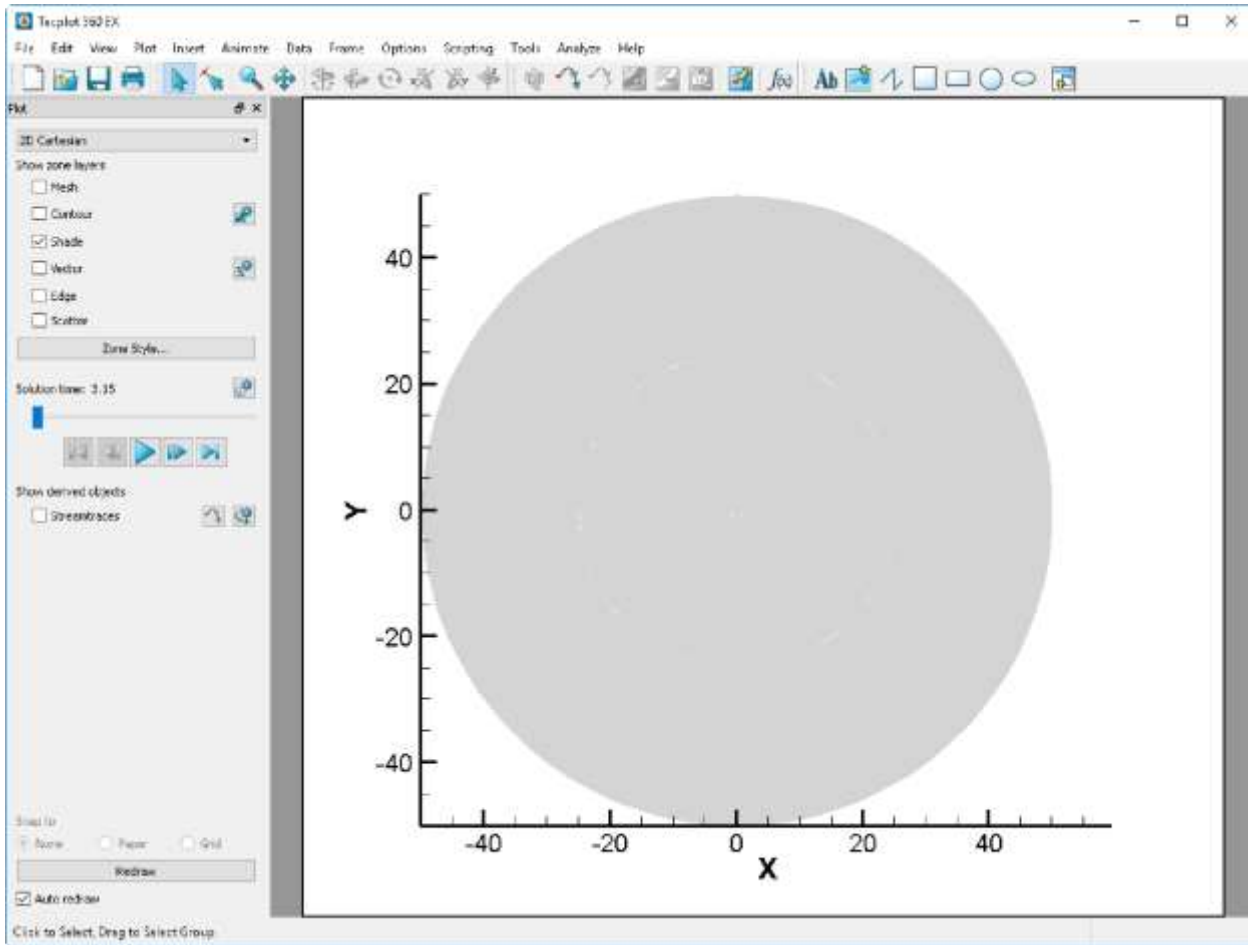 Tecplot 360 EX
File Edit View Plot Insert Animate Data Frame Options Scripting Tools Analyze Help
Ab
Plot
2D Cartesian
Show zone layers
Mesh
Contour
Shade
Vector
Edge
Scatter
Zone Style...
Solution time: 3.15
Show derived objects
Streamtraces
Snap to
None Paper Grid
Redraw
Auto redraw
Click to Select, Drag to Select Group
40
20
Y 0
-20
-40
-40 -20 0 20 40
X